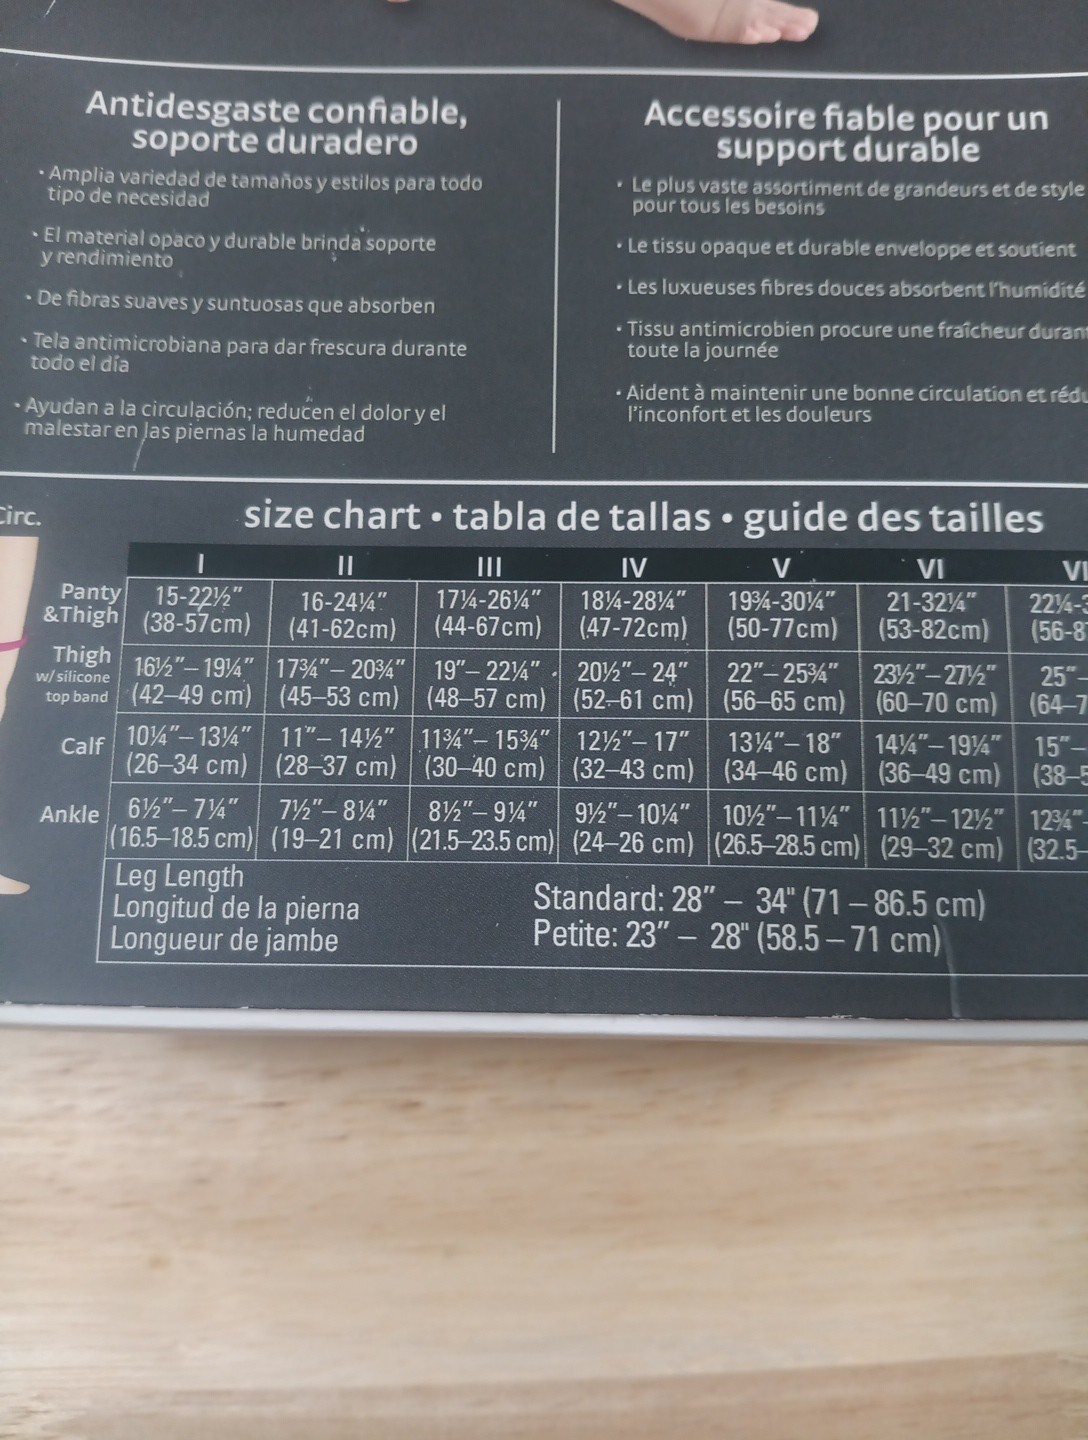 Antidesgaste confiable,
soporte duradero
• Amplia variedad de tamaños y estilos para todo
tipo de necesidad
• El material opaco y durable brinda soporte
y rendimiento
• De fibras suaves y suntuosas que absorben
• Tela antimicrobiana para dar frescura durante
todo el día
• Ayudan a la circulación; reducen el dolor y el
malestar en las piernas la humedad
Accessoire fiable pour un
support durable
• Le plus vaste assortiment de grandeurs et de style
pour tous les besoins
• Le tissu opaque et durable enveloppe et soutient
• Les luxueuses fibres douces absorbent l'humidité
• Tissu antimicrobien procure une fraîcheur duran
toute la journée
• Aident à maintenir une bonne circulation et rédu
l'inconfort et les douleurs
Circ.
size chart • tabla de tallas • guide des tailles
I II III IV V VI VI
Panty &Thigh 15-22½" (38-57cm) 16-24¼" (41-62cm) 17¼-26¼" (44-67cm) 18¼-28¼" (47-72cm) 19¾-30¼" (50-77cm) 21-32¼" (53-82cm) 22¼- (56-8
Thigh w/silicone top band 16½"–19¼" (42–49 cm) 17¾"–20¾" (45–53 cm) 19"–22¼" (48–57 cm) 20½"–24" (52–61 cm) 22"–25¾" (56–65 cm) 23½"–27½" (60–70 cm) 25"– (64–7
Calf 10¼"–13¼" (26–34 cm) 11"–14½" (28–37 cm) 11¾"–15¾" (30–40 cm) 12½"–17" (32–43 cm) 13¼"–18" (34–46 cm) 14¼"–19¼" (36–49 cm) 15"– (38–5
Ankle 6½"–7¼" (16.5–18.5 cm) 7½"–8¼" (19–21 cm) 8½"–9¼" (21.5–23.5 cm) 9½"–10¼" (24–26 cm) 10½"–11¼" (26.5–28.5 cm) 11½"–12½" (29–32 cm) 12¾"– (32.5–
Leg Length
Longitud de la pierna
Longueur de jambe
Standard: 28" – 34" (71 – 86.5 cm)
Petite: 23" – 28" (58.5 – 71 cm)